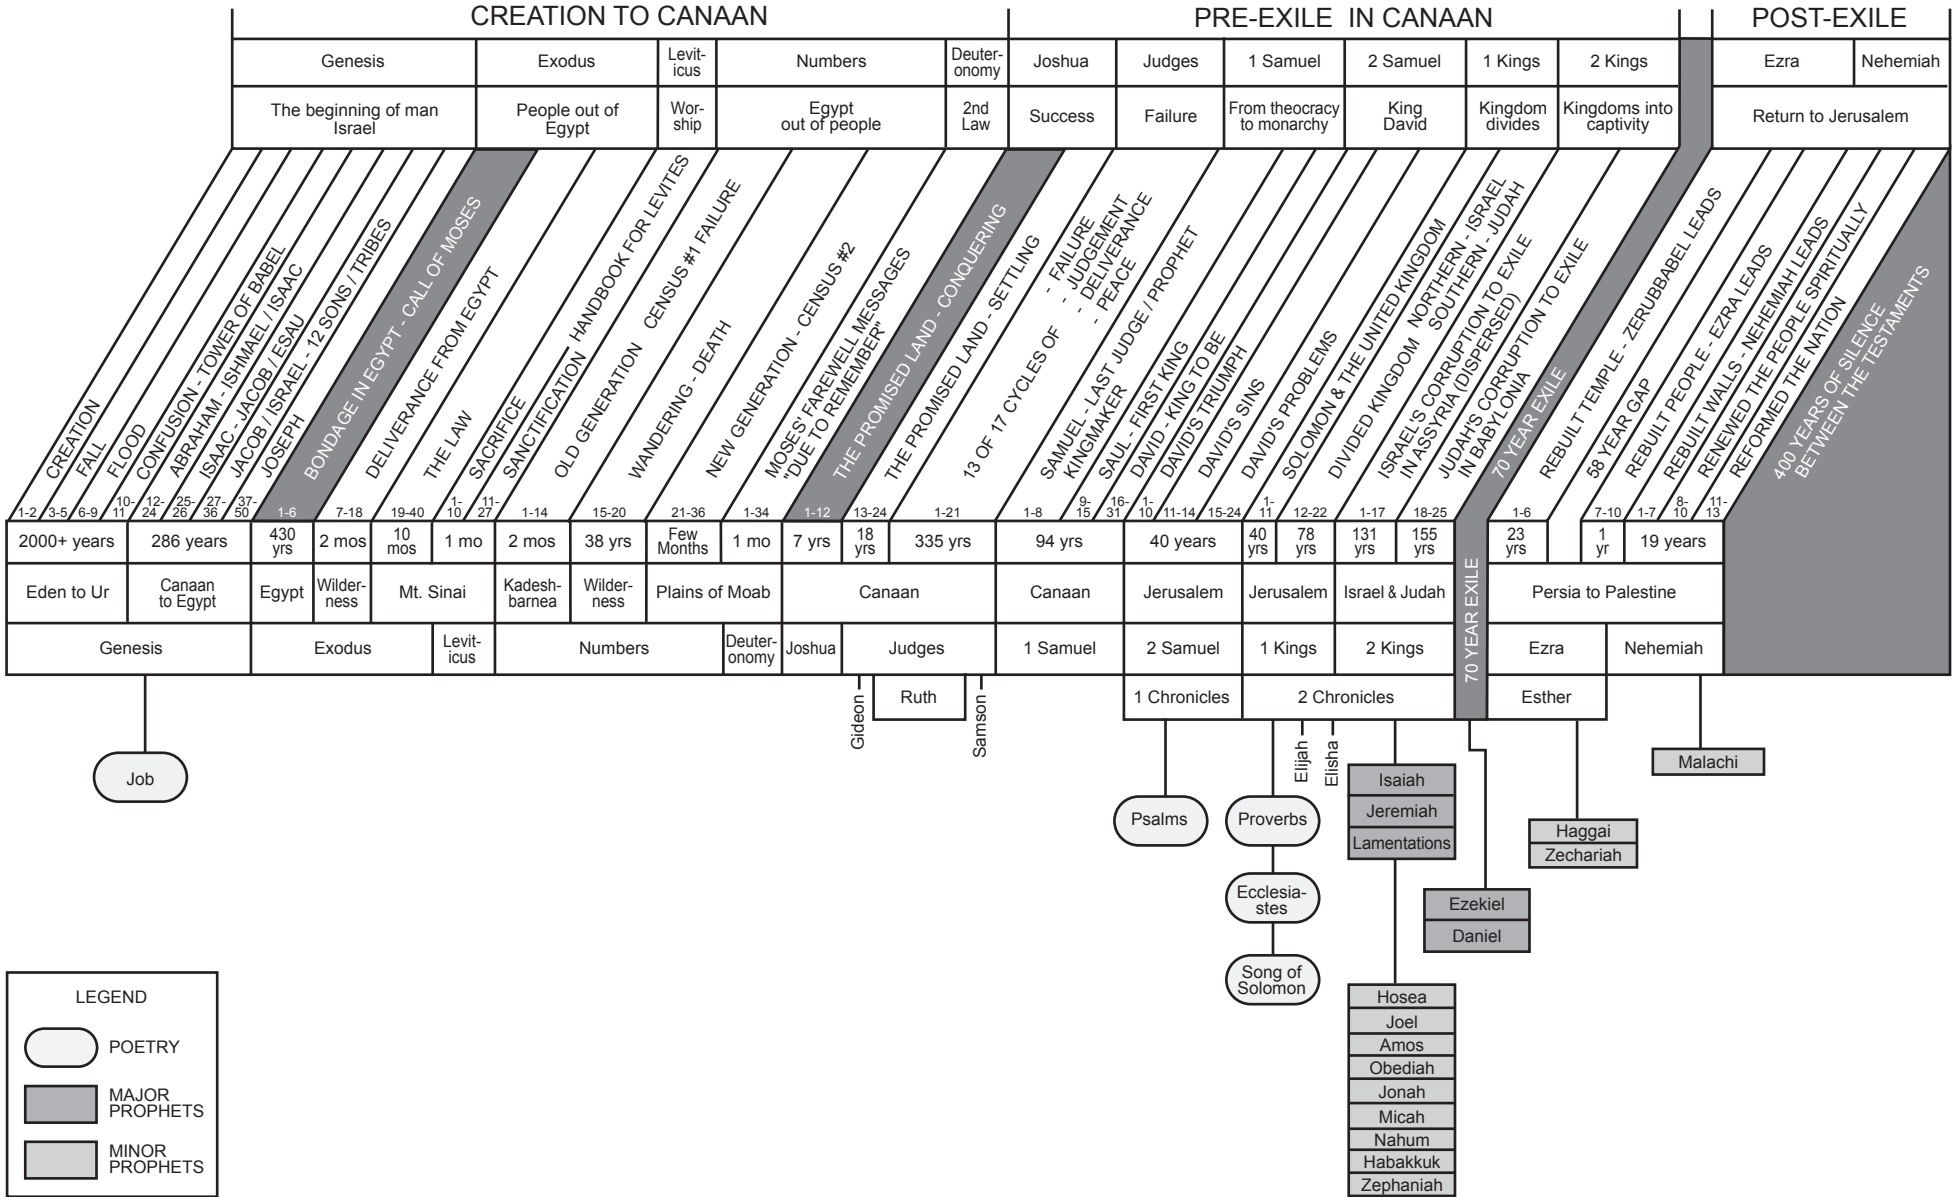 CREATION TO CANAAN
PRE-EXILE IN CANAAN
POST-EXILE
Genesis
Exodus
Levit-
icus
Numbers
Deuter-
onomy
Joshua
Judges
1 Samuel
2 Samuel
1 Kings
2 Kings
Ezra
Nehemiah
The beginning of man
Israel
People out of
Egypt
Wor-
ship
Egypt
out of people
2nd
Law
Success
Failure
From theocracy
to monarchy
King
David
Kingdom
divides
Kingdoms into
captivity
Return to Jerusalem
CREATION
FALL
FLOOD
CONFUSION - TOWER OF BABEL
ABRAHAM - ISHMAEL / ISAAC
ISAAC - JACOB / ESAU
JACOB / ISRAEL - 12 SONS / TRIBES
JOSEPH
BONDAGE IN EGYPT - CALL OF MOSES
DELIVERANCE FROM EGYPT
THE LAW
SACRIFICE
SANCTIFICATION
HANDBOOK FOR LEVITES
OLD GENERATION CENSUS #1 FAILURE
WANDERING - DEATH
NEW GENERATION - CENSUS #2
MOSES' FAREWELL MESSAGES
"DUE TO REMEMBER"
THE PROMISED LAND - CONQUERING
THE PROMISED LAND - SETTLING
13 OF 17 CYCLES OF
- FAILURE
- JUDGEMENT
- DELIVERANCE
- PEACE
SAMUEL - LAST JUDGE / PROPHET
KINGMAKER
SAUL - FIRST KING
DAVID - KING TO BE
DAVID'S TRIUMPH
DAVID'S SINS
DAVID'S PROBLEMS
SOLOMON & THE UNITED KINGDOM
DIVIDED KINGDOM NORTHERN - ISRAEL
SOUTHERN - JUDAH
ISRAEL'S CORRUPTION TO EXILE
IN ASSYRIA (DISPERSED)
JUDAH'S CORRUPTION TO EXILE
IN BABYLONIA
70 YEAR EXILE
REBUILT TEMPLE - ZERUBBABEL LEADS
58 YEAR GAP
REBUILT PEOPLE - EZRA LEADS
REBUILT WALLS - NEHEMIAH LEADS
RENEWED THE PEOPLE SPIRITUALLY
REFORMED THE NATION
400 YEARS OF SILENCE
BETWEEN THE TESTAMENTS
1-2
3-5
6-9
10-
11
12-
24
25-
26
27-
36
37-
50
1-6
7-18
19-40
1-
10
11-
27
1-14
15-20
21-36
1-34
1-12
13-24
1-21
1-8
9-
15
16-
31
1-
10
11-14
15-24
1-
11
12-22
1-17
18-25
1-6
7-10
1-7
8-
10
11-
13
2000+ years
286 years
430
yrs
2 mos
10
mos
1 mo
2 mos
38 yrs
Few
Months
1 mo
7 yrs
18
yrs
335 yrs
94 yrs
40 years
40
yrs
78
yrs
131
yrs
155
yrs
23
yrs
1
yr
19 years
Eden to Ur
Canaan
to Egypt
Egypt
Wilder-
ness
Mt. Sinai
Kadesh-
barnea
Wilder-
ness
Plains of Moab
Canaan
Canaan
Jerusalem
Jerusalem
Israel & Judah
70 YEAR EXILE
Persia to Palestine
Genesis
Exodus
Levit-
icus
Numbers
Deuter-
onomy
Joshua
Judges
1 Samuel
2 Samuel
1 Kings
2 Kings
Ezra
Nehemiah
Gideon
Ruth
Samson
1 Chronicles
2 Chronicles
Esther
Job
Psalms
Proverbs
Elijah
Elisha
Isaiah
Jeremiah
Lamentations
Malachi
Haggai
Zechariah
Ecclesia-
stes
Ezekiel
Daniel
Song of
Solomon
Hosea
Joel
Amos
Obediah
Jonah
Micah
Nahum
Habakkuk
Zephaniah
LEGEND
POETRY
MAJOR
PROPHETS
MINOR
PROPHETS